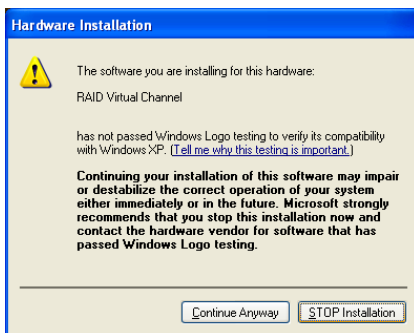 Hardware Installation
The software you are installing for this hardware:
RAID Virtual Channel
has not passed Windows Logo testing to verify its compatibility
with Windows XP. (Tell me why this testing is important.)
Continuing your installation of this software may impair
or destabilize the correct operation of your system
either immediately or in the future. Microsoft strongly
recommends that you stop this installation now and
contact the hardware vendor for software that has
passed Windows Logo testing.
Continue Anyway
STOP Installation